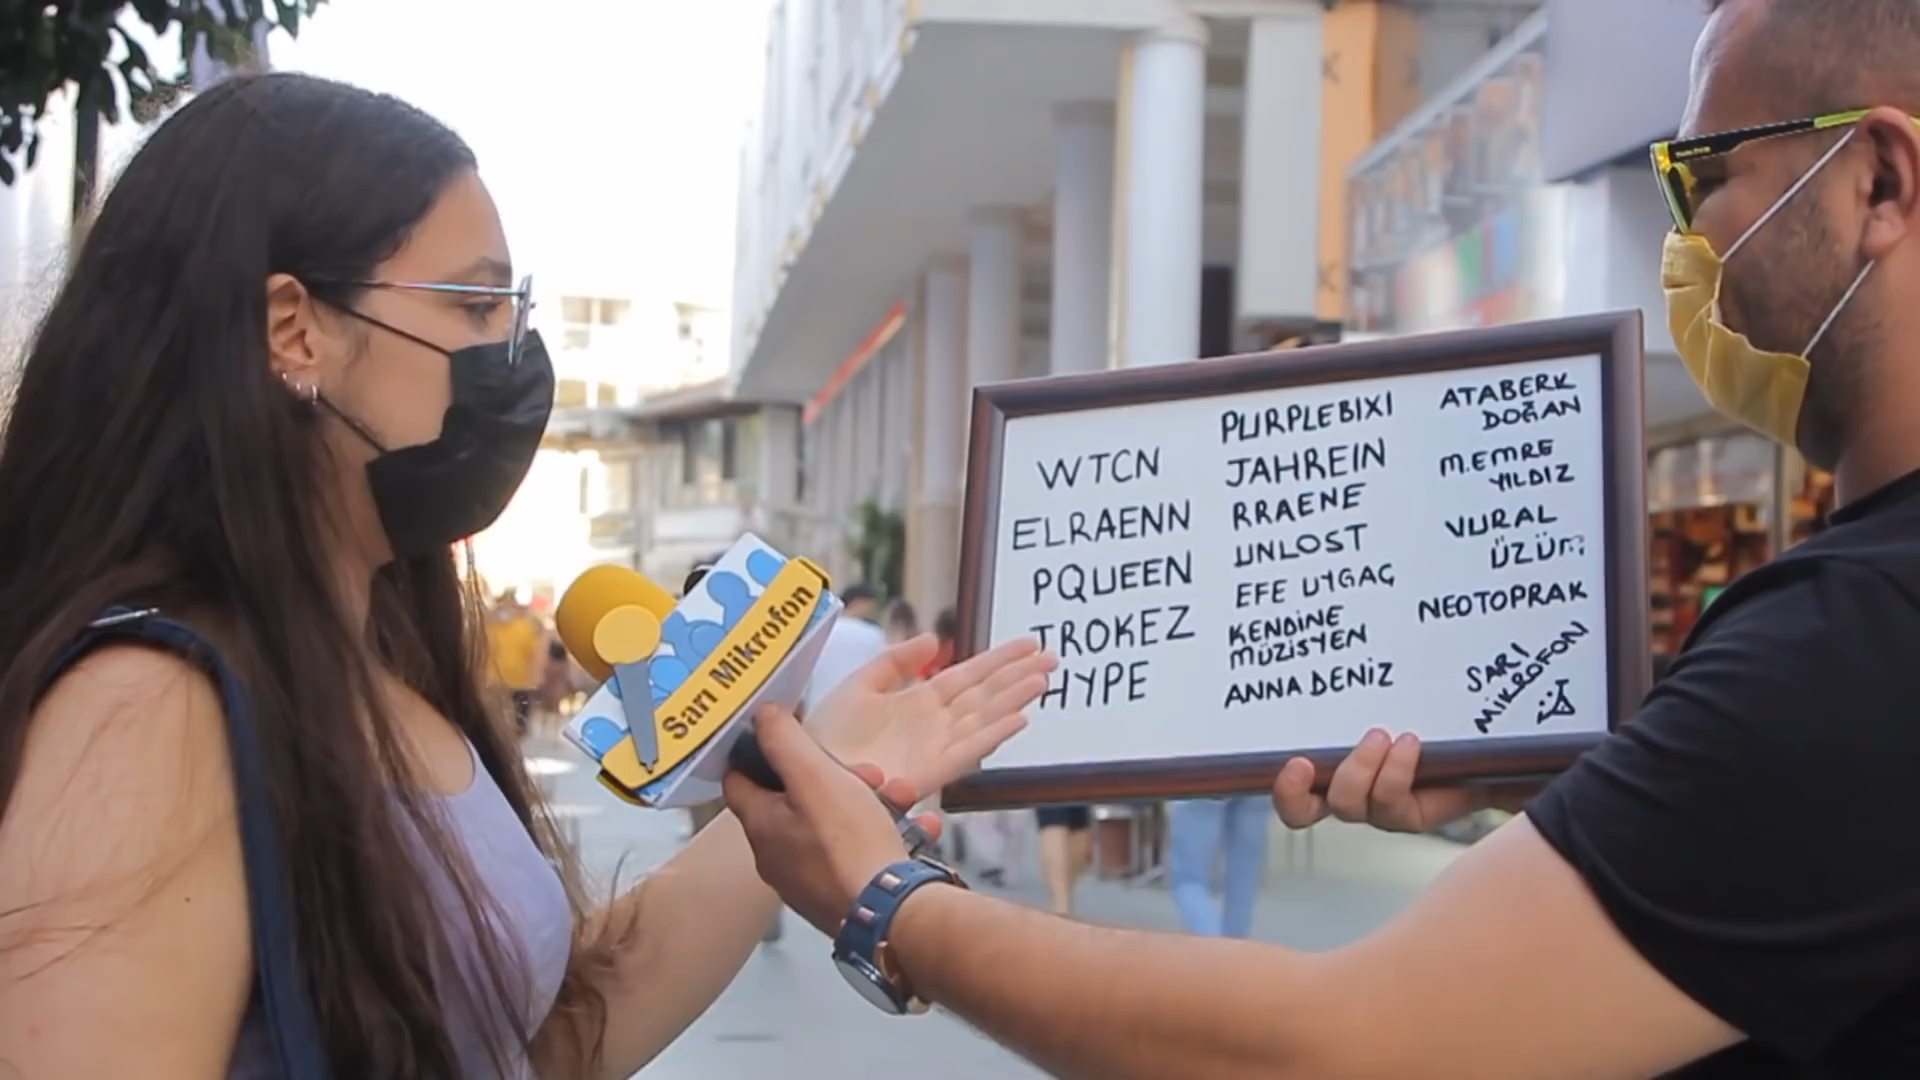 Sarı Mikrofon
WTCN
ELRAENN
PQUEEN
TROKEZ
HYPE
PURPLEBIXI
JAHREIN
RRAENE
UNLOST
EFE UYGAÇ
KENDİNE
MÜZİSYEN
ANNA DENİZ
ATABERK
DOĞAN
M.EMRE
YILDIZ
VURAL
ÜZÜM
NEOTOPRAK
SARI
MİKROFON